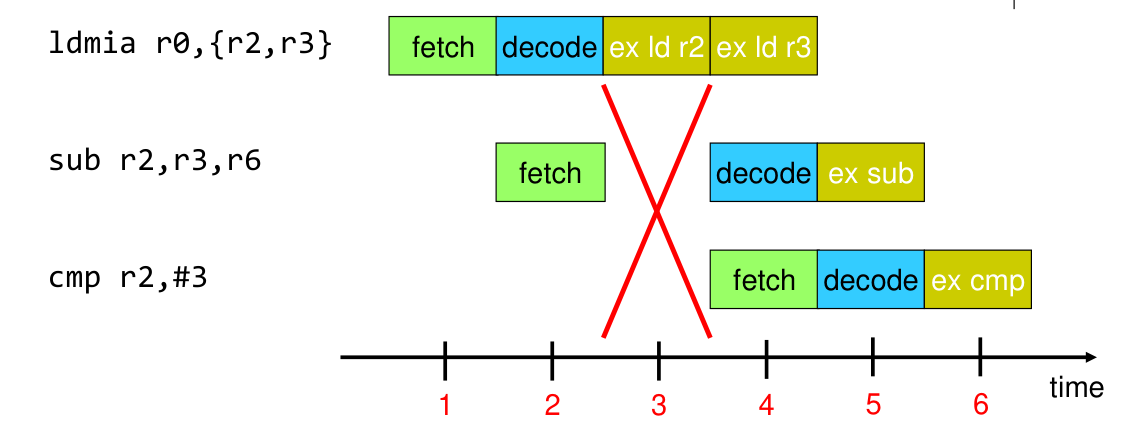 ldmia r0,{r2,r3} fetch decode ex ld r2 ex ld r3
sub r2,r3,r6 fetch decode ex sub
cmp r2,#3 fetch decode ex cmp
time
1 2 3 4 5 6